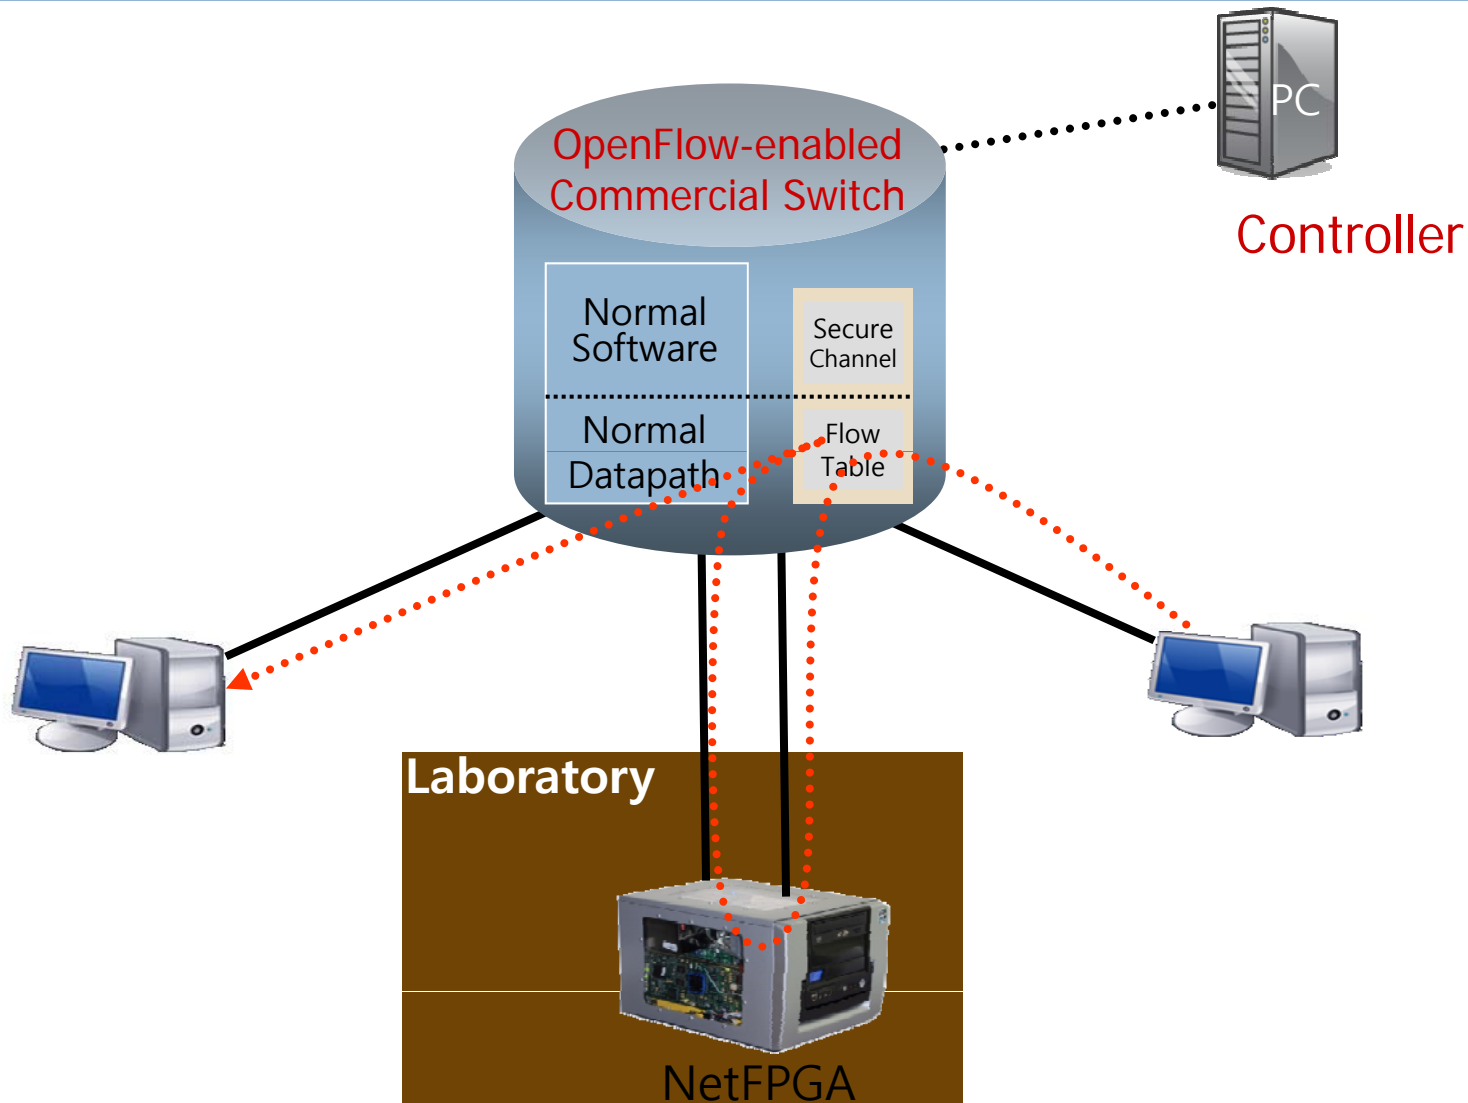 PC
OpenFlow-enabled
Commercial Switch
Controller
Normal
Software
Secure
Channel
Normal
Datapath
Flow
Table
Laboratory
NetFPGA